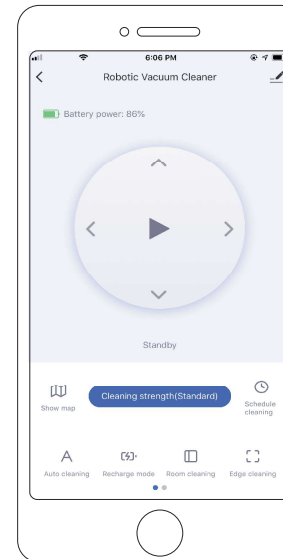 6:06 PM
Robotic Vacuum Cleaner
Battery power: 86%
Standby
Show map
Cleaning strength(Standard)
Schedule
cleaning
A
Auto cleaning
Recharge mode
Room cleaning
Edge cleaning